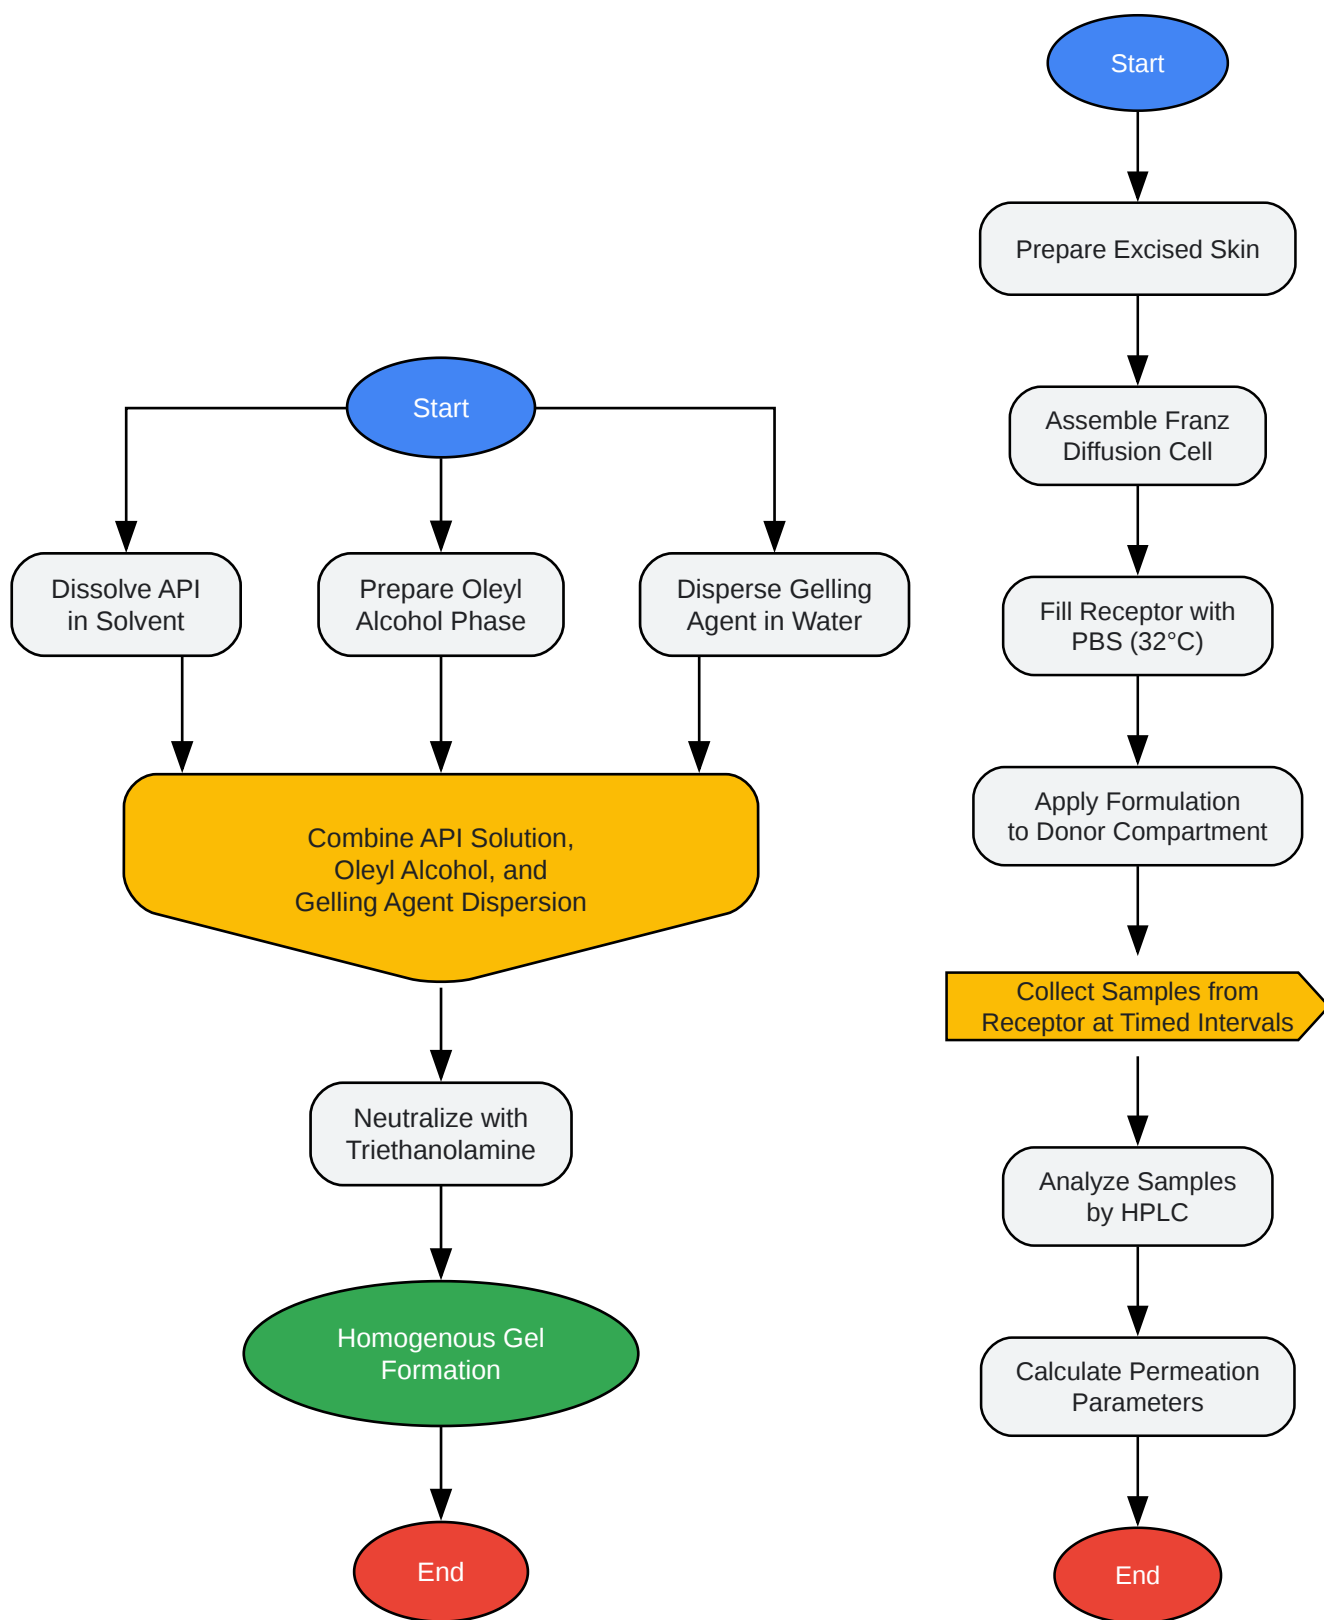 Start
Dissolve API
in Solvent
Prepare Oleyl
Alcohol Phase
Disperse Gelling
Agent in Water
Combine API Solution,
Oleyl Alcohol, and
Gelling Agent Dispersion
Neutralize with
Triethanolamine
Homogenous Gel
Formation
End
Start
Prepare Excised Skin
Assemble Franz
Diffusion Cell
Fill Receptor with
PBS (32°C)
Apply Formulation
to Donor Compartment
Collect Samples from
Receptor at Timed Intervals
Analyze Samples
by HPLC
Calculate Permeation
Parameters
End